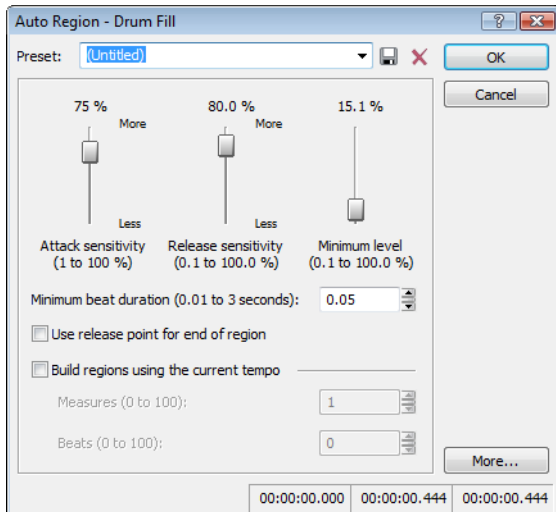 Auto Region - Drum Fill
Preset: (Untitled) OK
Cancel
75 % 80.0 % 15.1 %
More More
Less Less
Attack sensitivity Release sensitivity Minimum level
(1 to 100 %) (0.1 to 100.0 %) (0.1 to 100.0 %)
Minimum beat duration (0.01 to 3 seconds): 0.05
Use release point for end of region
Build regions using the current tempo
Measures (0 to 100): 1
Beats (0 to 100): 0
More...
00:00:00.000 00:00:00.444 00:00:00.444